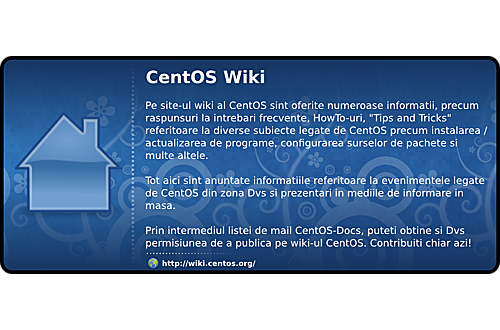 CentOS Wiki
Pe site-ul wiki al CentOS sint oferite numeroase informatii, precum
raspunsuri la intrebari frecvente, HowTo-uri, "Tips and Tricks"
referitoare la diverse subiecte legate de CentOS precum instalarea /
actualizarea de programe, configurarea surselor de pachete si
multe altele.
Tot aici sint anuntate informatiile referitoare la evenimentele legate
de CentOS din zona Dvs si prezentari in mediile de informare in
masa.
Prin intermediul listei de mail CentOS-Docs, puteti obtine si Dvs
permisiunea de a publica pe wiki-ul CentOS. Contribuiti chiar azi!
http://wiki.centos.org/